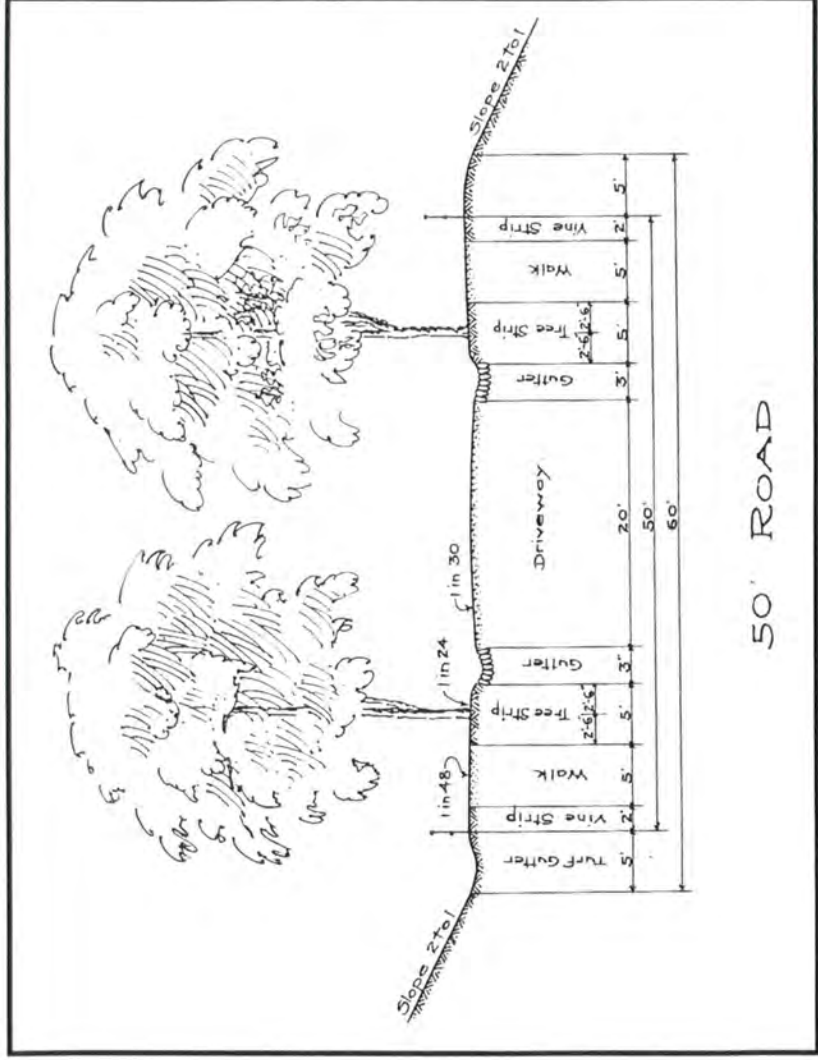 Slope 2 to 1
Slope 2 to 1
1 in 48
1 in 24
1 in 30
Turf Gutter
Vine Strip
Walk
Tree Strip
Gutter
Driveway
Gutter
Tree Strip
Walk
Vine Strip
2'-6" 2'-6"
2'-6" 2'-6"
5'
2'
5'
5'
3"
20'
3'
5'
5'
2'
5'
50'
60'
50' ROAD